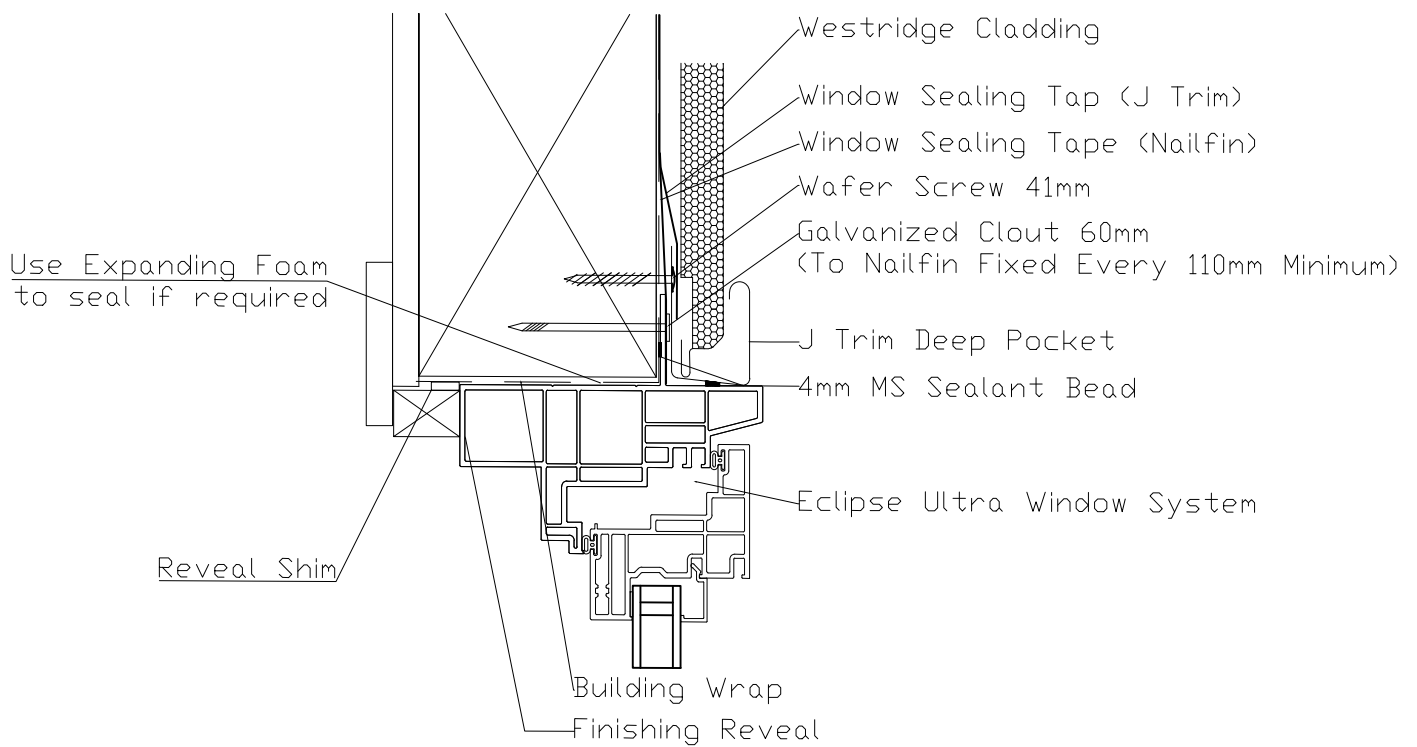 Westridge Cladding
Window Sealing Tap (J Trim)
Window Sealing Tape (Nailfin)
Wafer Screw 41mm
Galvanized Clout 60mm
(To Nailfin Fixed Every 110mm Minimum)
Use Expanding Foam
to seal if required
J Trim Deep Pocket
4mm MS Sealant Bead
Eclipse Ultra Window System
Reveal Shim
Building Wrap
Finishing Reveal